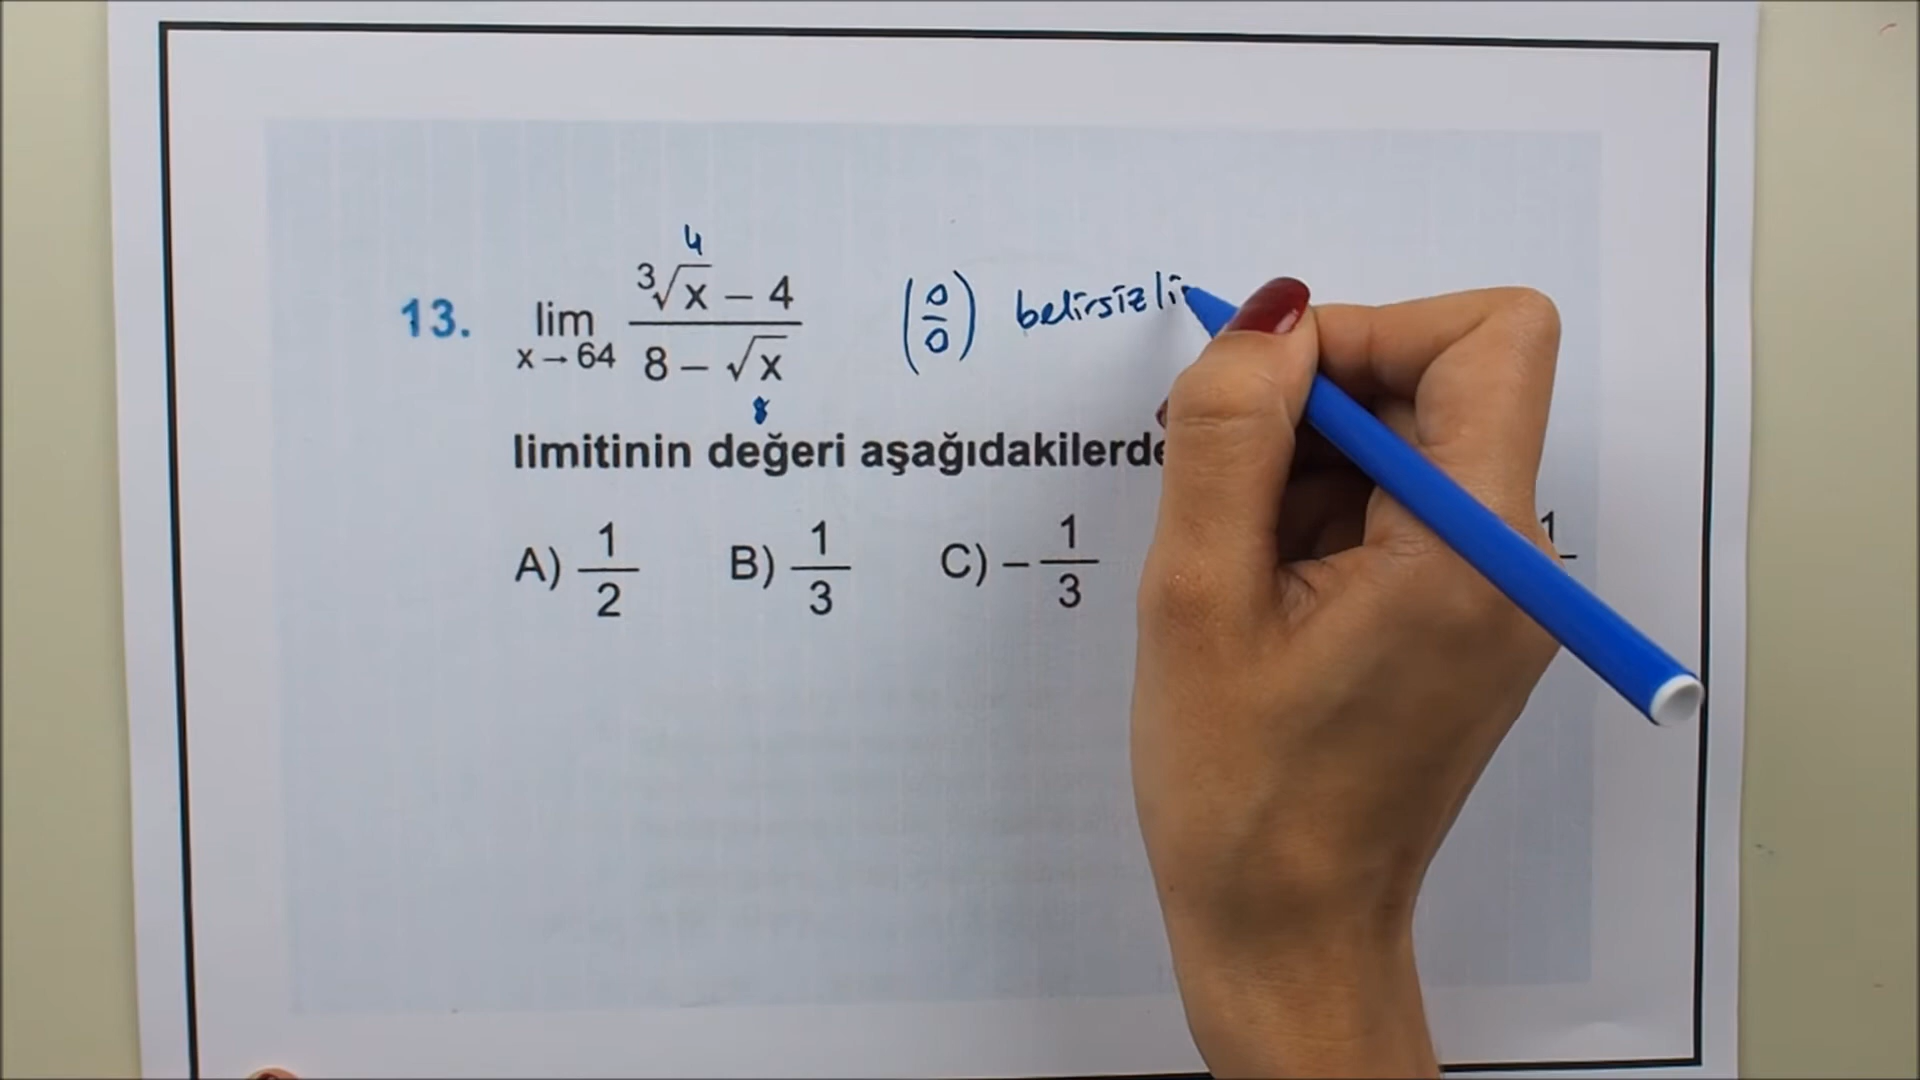 13. lim x→64 (³√x − 4) / (8 − √x)
4
8
(0/0) belirsizli
limitinin değeri aşağıdakilerde
A) 1/2 B) 1/3 C) −1/3 1